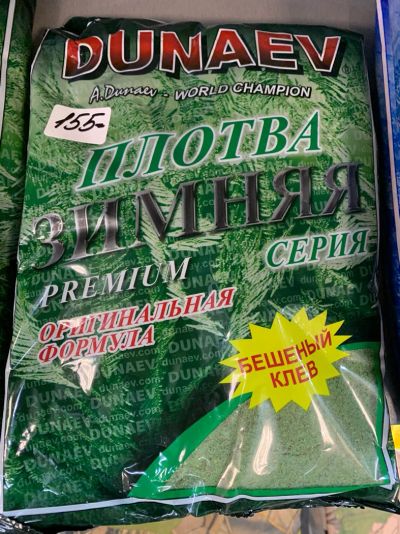 DUNAEV
A.Dunaev - WORLD CHAMPION
155-
ПЛОТВА
ЗИМНЯЯ
СЕРИЯ
PREMIUM
ОРИГИНАЛЬНАЯ
ФОРМУЛА
БЕШЕНЫЙ
КЛЕВ